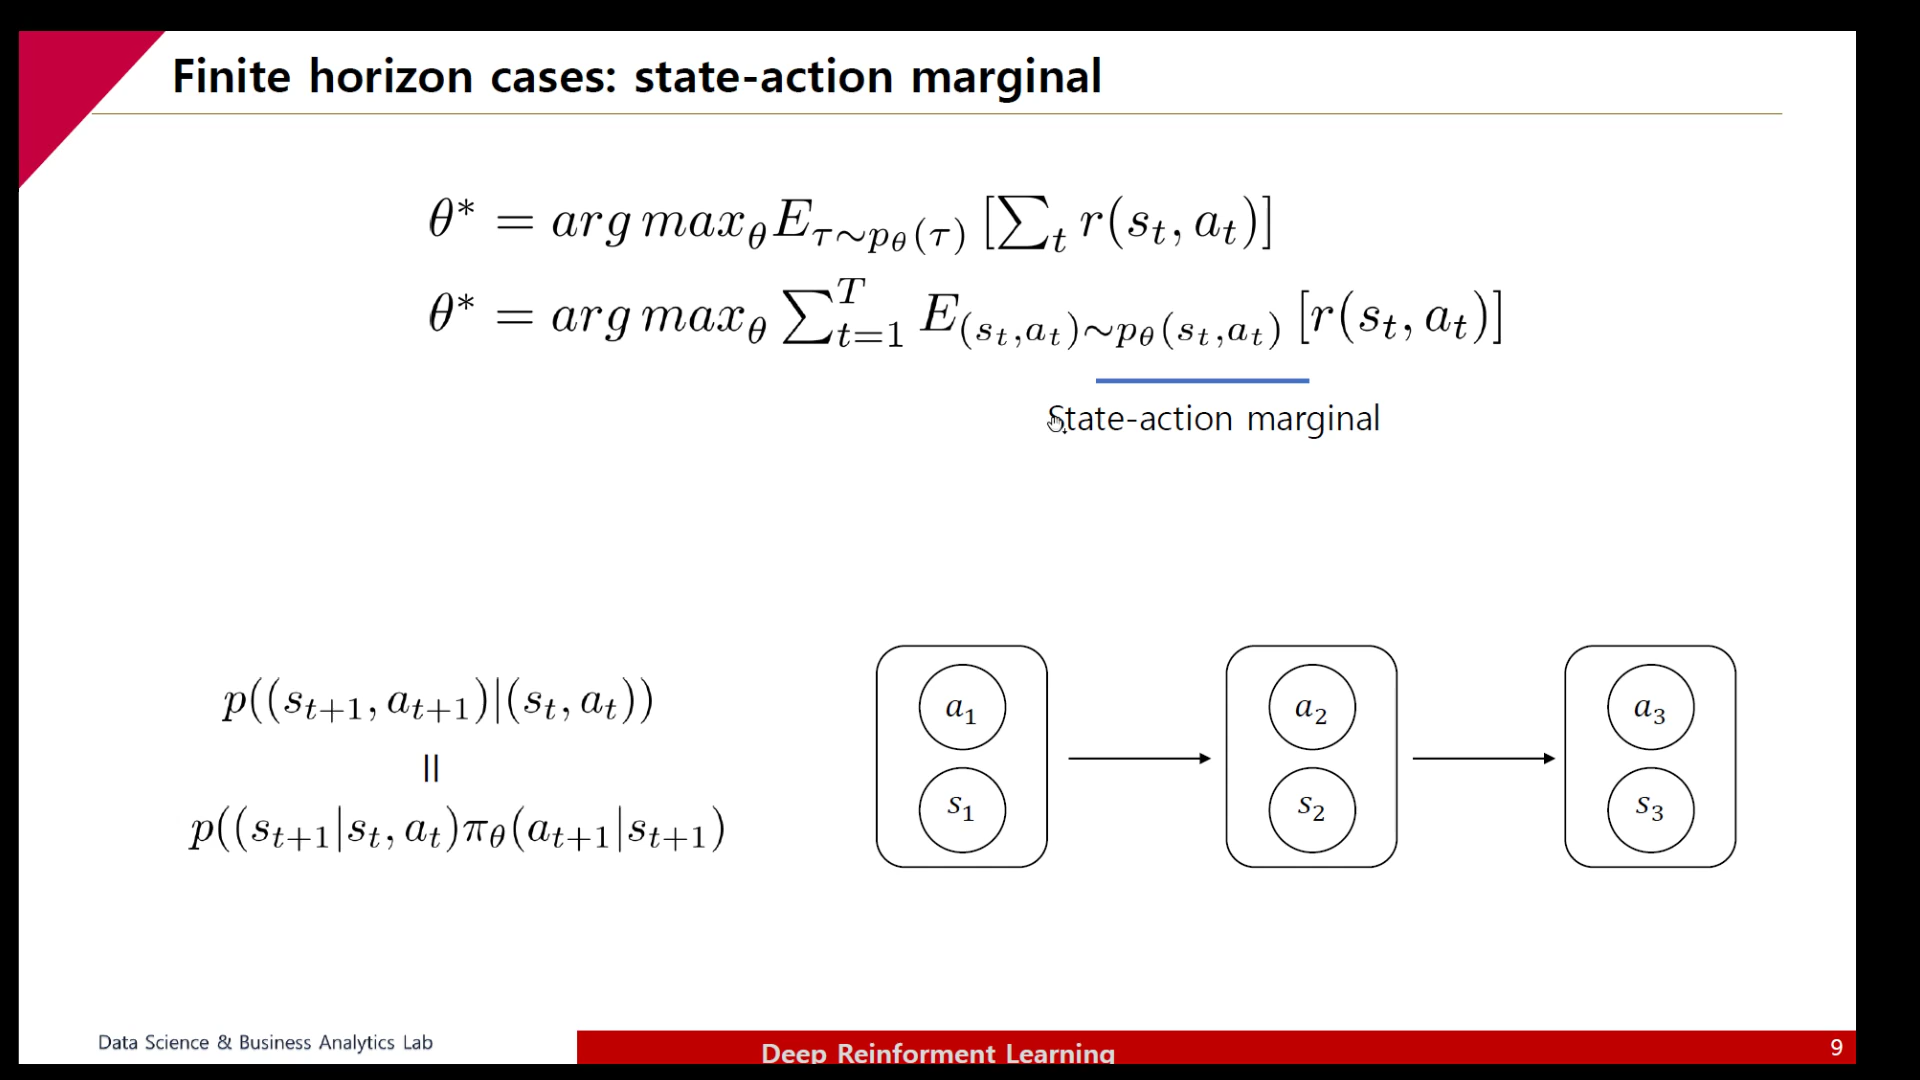 Finite horizon cases: state-action marginal
θ* = arg max_θ E_{τ∼p_θ(τ)} [∑_t r(s_t, a_t)]
θ* = arg max_θ ∑_{t=1}^T E_{(s_t,a_t)∼p_θ(s_t,a_t)} [r(s_t, a_t)]
State-action marginal
p((s_{t+1}, a_{t+1})|(s_t, a_t))
=
p((s_{t+1}|s_t, a_t)π_θ(a_{t+1}|s_{t+1})
a_1 a_2 a_3
s_1 s_2 s_3
Data Science & Business Analytics Lab
Deep Reinforment Learning
9